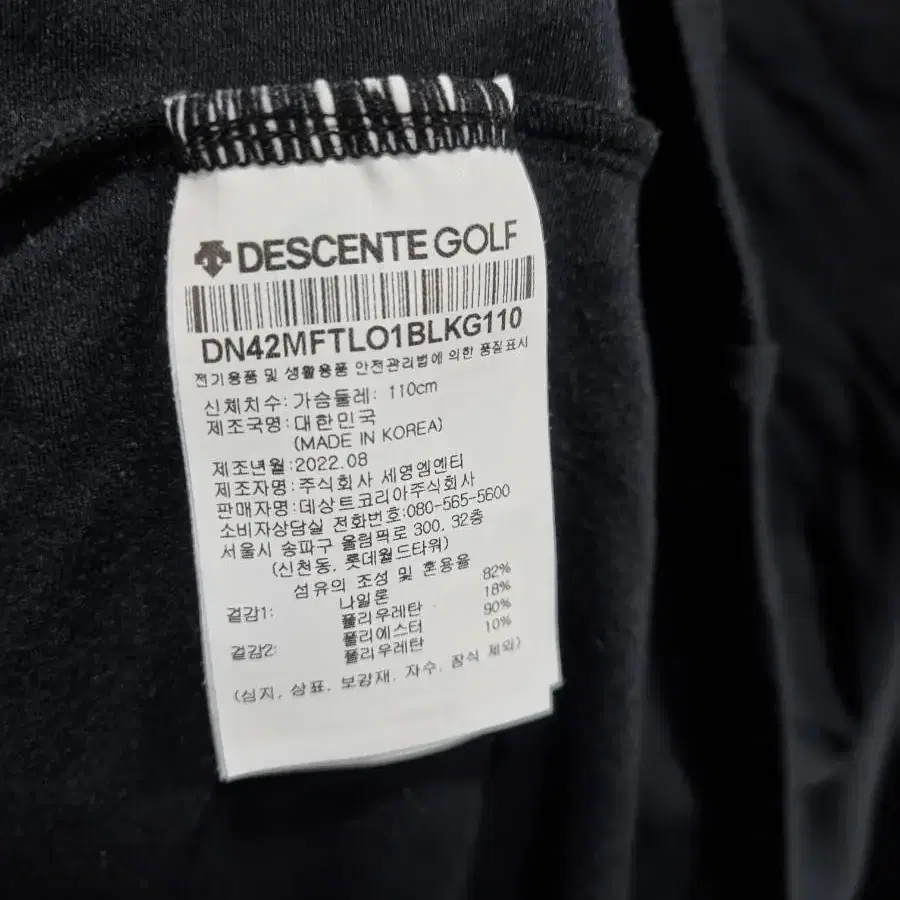 DESCENTE GOLF
DN42MFTL01BLKG110
전기용품 및 생활용품 안전관리법에 의한 품질표시
신체치수: 가슴둘레: 110cm
제조국명: 대한민국
(MADE IN KOREA)
제조년월: 2022.08
제조자명: 주식회사 세영엠엔티
판매자명: 데상트코리아주식회사
소비자상담실 전화번호: 080-565-5600
서울시 송파구 올림픽로 300, 32층
(신천동, 롯데월드타워)
섬유의 조성 및 혼용율
겉감1: 나일론 82%
폴리우레탄 18%
겉감2: 폴리에스터 90%
폴리우레탄 10%
(심지, 상표, 보강재, 자수, 장식 제외)